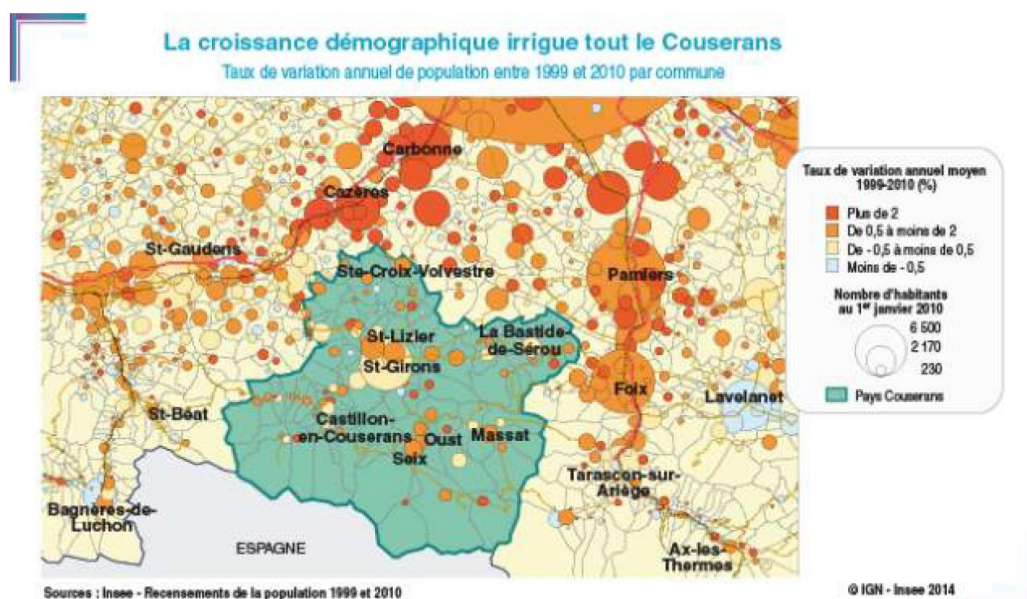 La croissance démographique irrigue tout le Couserans
Taux de variation annuel de population entre 1999 et 2010 par commune
Carbonne
Cazères
St-Gaudens
Ste-Croix-Volvestre
Pamiers
St-Lizier
La Bastide-
de-Sérou
St-Girons
Foix
Lavelanet
St-Béat
Castillon-
en-Couserans
Oust
Massat
Seix
Tarascon-sur-
Ariège
Bagnères-de-
Luchon
ESPAGNE
Ax-les-
Thermes
Taux de variation annuel moyen
1999-2010 (%)
Plus de 2
De 0,5 à moins de 2
De - 0,5 à moins de 0,5
Moins de - 0,5
Nombre d'habitants
au 1er janvier 2010
6 500
2 170
230
Pays Couserans
Sources : Insee - Recensements de la population 1999 et 2010
© IGN - Insee 2014